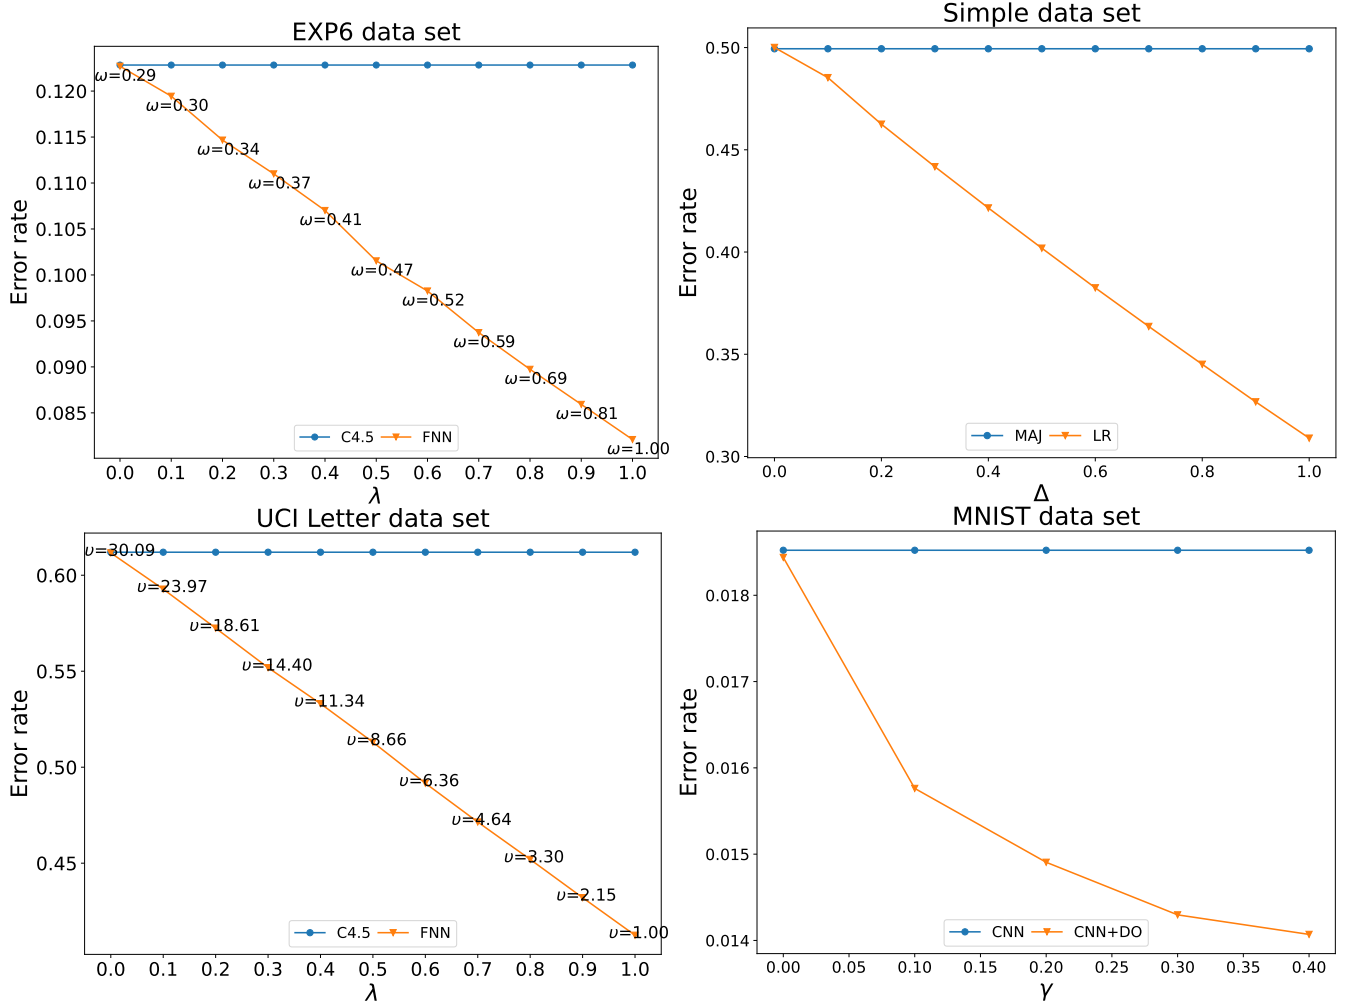 EXP6 data set
Error rate
0.120
0.115
0.110
0.105
0.100
0.095
0.090
0.085
ω=0.29
ω=0.30
ω=0.34
ω=0.37
ω=0.41
ω=0.47
ω=0.52
ω=0.59
ω=0.69
ω=0.81
ω=1.00
C4.5 FNN
0.0 0.1 0.2 0.3 0.4 0.5 0.6 0.7 0.8 0.9 1.0
λ
Simple data set
Error rate
0.50
0.45
0.40
0.35
0.30
MAJ LR
0.0 0.2 0.4 0.6 0.8 1.0
Δ
UCI Letter data set
Error rate
0.60
0.55
0.50
0.45
υ=30.09
υ=23.97
υ=18.61
υ=14.40
υ=11.34
υ=8.66
υ=6.36
υ=4.64
υ=3.30
υ=2.15
υ=1.00
C4.5 FNN
0.0 0.1 0.2 0.3 0.4 0.5 0.6 0.7 0.8 0.9 1.0
λ
MNIST data set
Error rate
0.018
0.017
0.016
0.015
0.014
CNN CNN+DO
0.00 0.05 0.10 0.15 0.20 0.25 0.30 0.35 0.40
γ